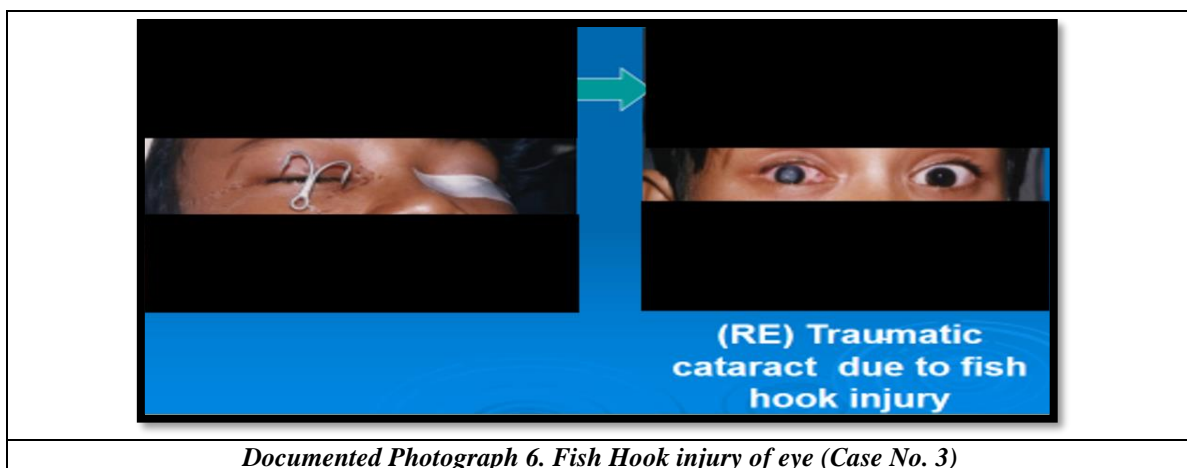 (RE) Traumatic
cataract due to fish
hook injury
Documented Photograph 6. Fish Hook injury of eye (Case No. 3)